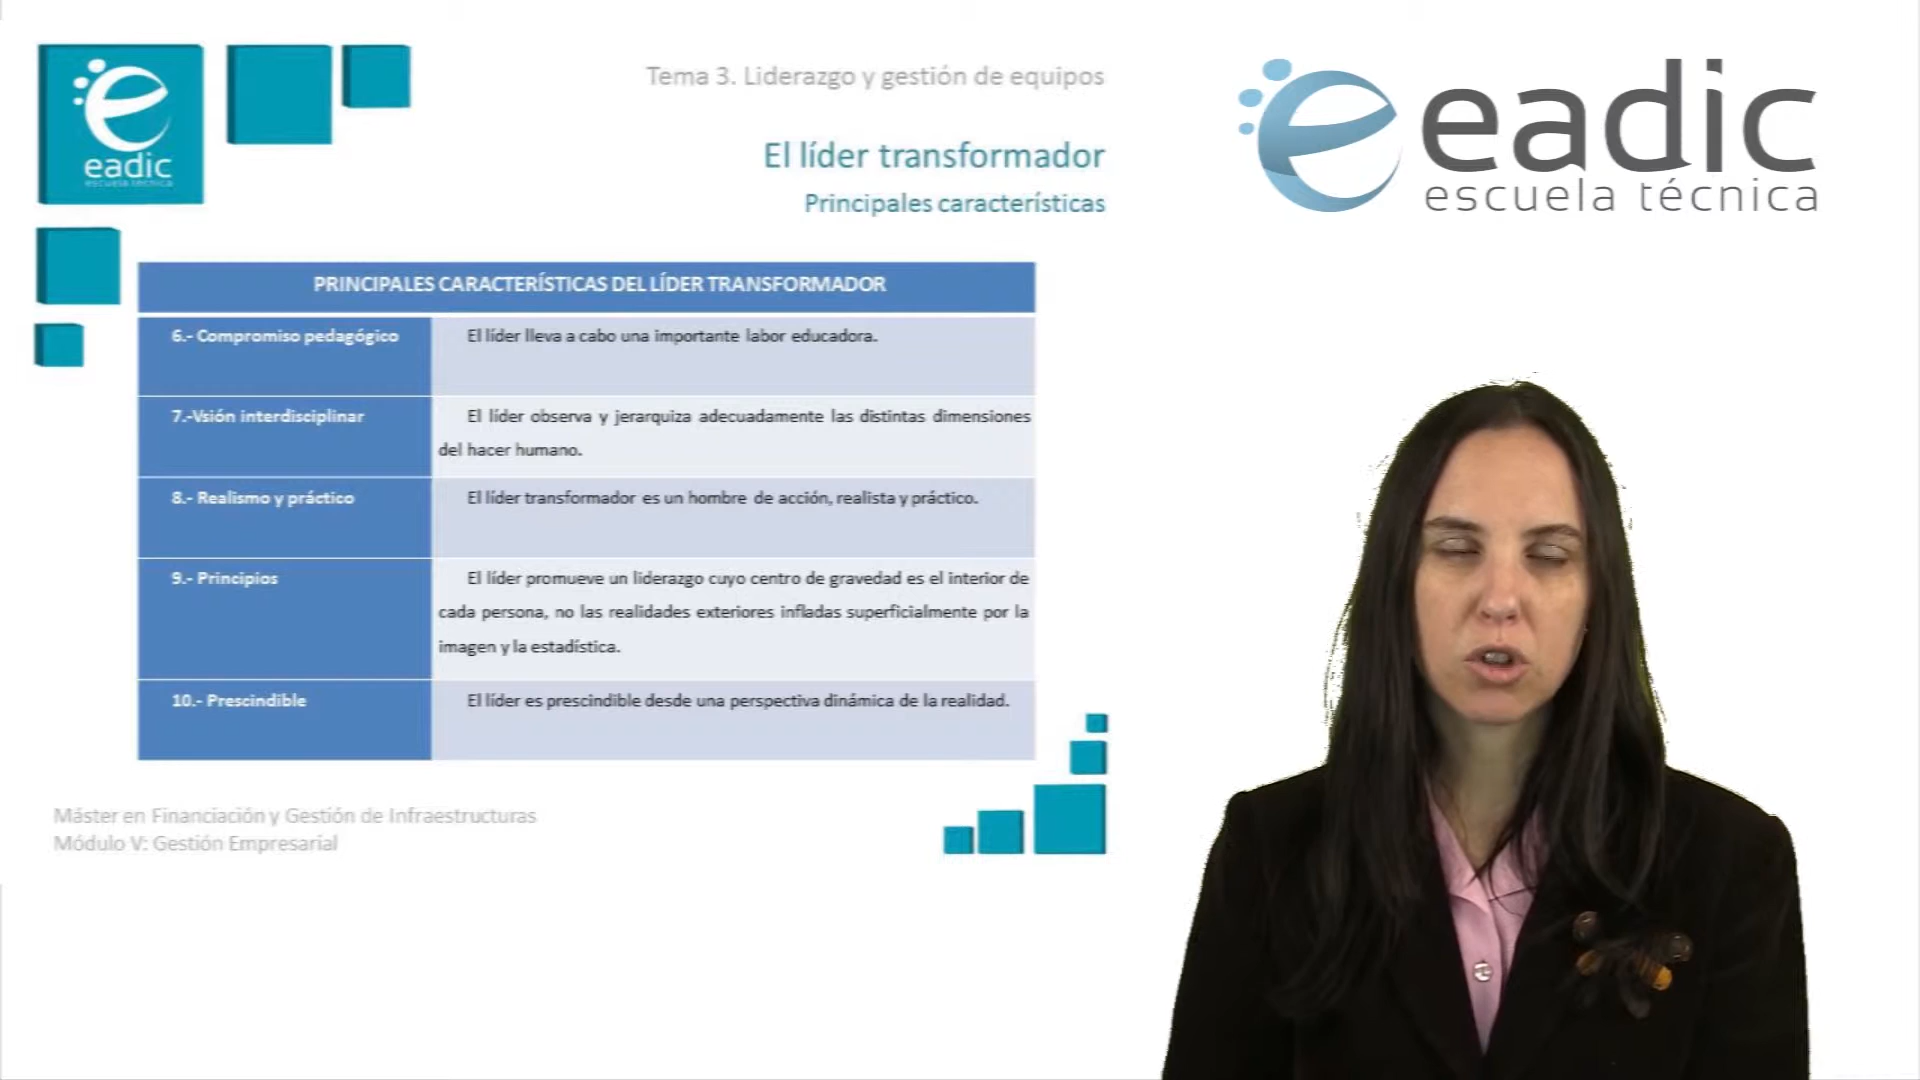 eadic
escuela técnica
Tema 3. Liderazgo y gestión de equipos
El líder transformador
Principales características
eadic
escuela técnica
PRINCIPALES CARACTERÍSTICAS DEL LÍDER TRANSFORMADOR
6.- Compromiso pedagógico
El líder lleva a cabo una importante labor educadora.
7.-Vsión interdisciplinar
El líder observa y jerarquiza adecuadamente las distintas dimensiones
del hacer humano.
8.- Realismo y práctico
El líder transformador es un hombre de acción, realista y práctico.
9.- Principios
El líder promueve un liderazgo cuyo centro de gravedad es el interior de
cada persona, no las realidades exteriores infladas superficialmente por la
imagen y la estadística.
10.- Prescindible
El líder es prescindible desde una perspectiva dinámica de la realidad.
Máster en Financiación y Gestión de Infraestructuras
Módulo V: Gestión Empresarial